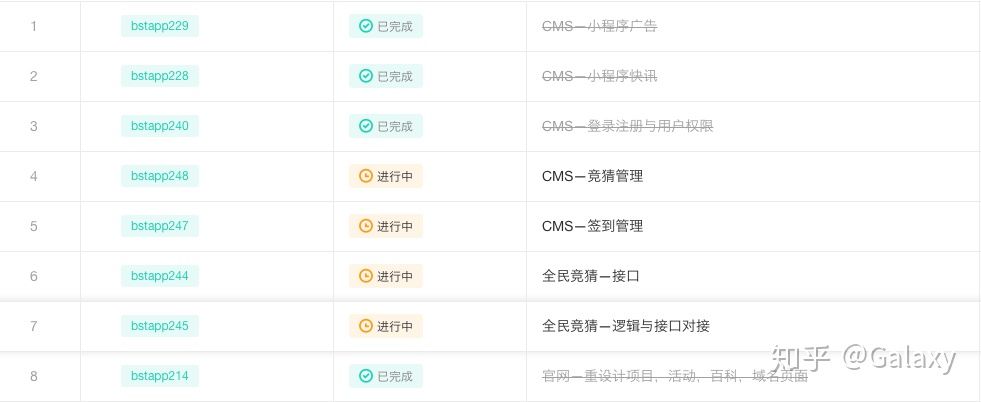 1 bstapp229 已完成 CMS—小程序广告
2 bstapp228 已完成 CMS—小程序快讯
3 bstapp240 已完成 CMS—登录注册与用户权限
4 bstapp248 进行中 CMS—竞猜管理
5 bstapp247 进行中 CMS—签到管理
6 bstapp244 进行中 全民竞猜—接口
7 bstapp245 进行中 全民竞猜—逻辑与接口对接
8 bstapp214 已完成 官网—重设计项目，活动，百科，域名页面
知乎 @Galaxy